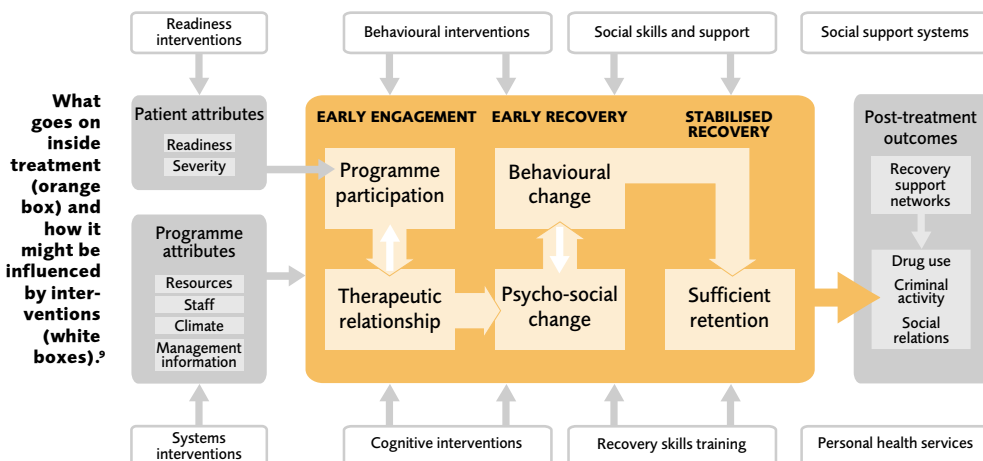 Readiness
interventions
Behavioural interventions
Social skills and support
Social support systems
What
goes on
inside
treatment
(orange
box) and
how it
might be
influenced
by inter-
ventions
(white
boxes).⁹
Patient attributes
Readiness
Severity
Programme
attributes
Resources
Staff
Climate
Management
information
EARLY ENGAGEMENT
EARLY RECOVERY
STABILISED
RECOVERY
Programme
participation
Behavioural
change
Therapeutic
relationship
Psycho-social
change
Sufficient
retention
Post-treatment
outcomes
Recovery
support
networks
Drug use
Criminal
activity
Social
relations
Systems
interventions
Cognitive interventions
Recovery skills training
Personal health services